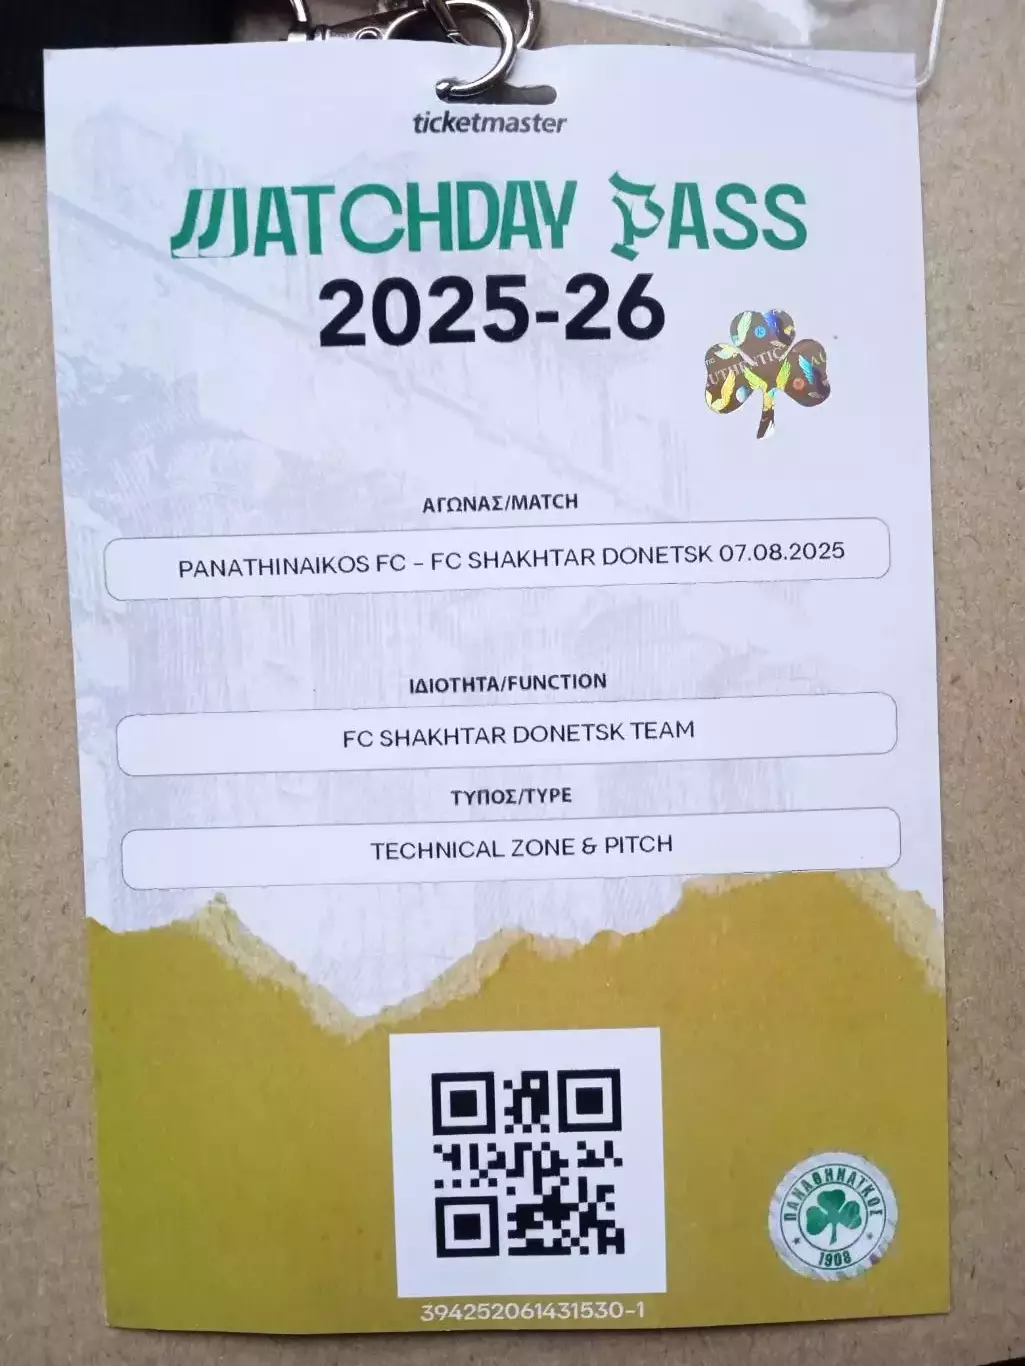 ticketmaster
MATCHDAY PASS
2025-26
AUTHENTIC
ΑΓΩΝΑΣ/MATCH
PANATHINAIKOS FC - FC SHAKHTAR DONETSK 07.08.2025
ΙΔΙΟΤΗΤΑ/FUNCTION
FC SHAKHTAR DONETSK TEAM
ΤΥΠΟΣ/TYPE
TECHNICAL ZONE & PITCH
ΠΑΝΑΘΗΝΑΪΚΟΣ
1908
394252061431530-1